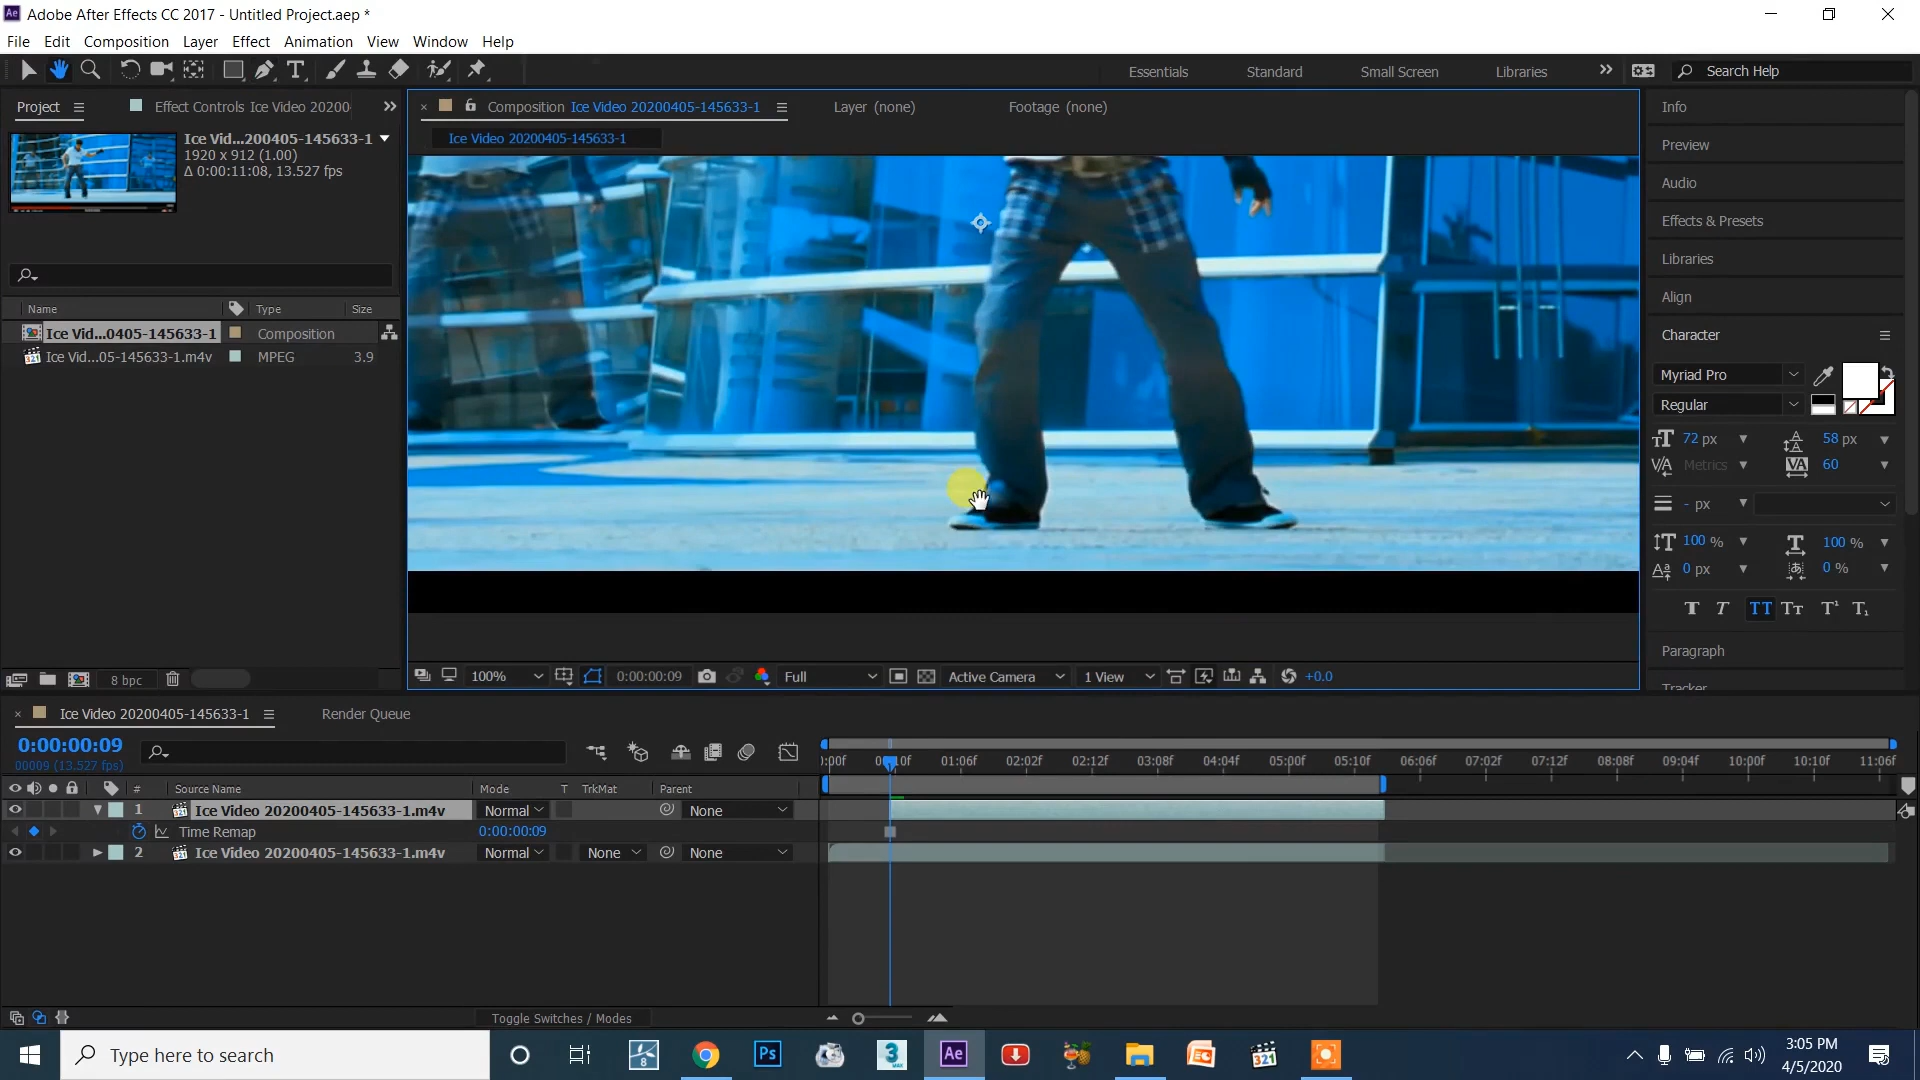 Adobe After Effects CC 2017 - Untitled Project.aep *
File Edit Composition Layer Effect Animation View Window Help
Essentials Standard Small Screen Libraries Search Help
Project Effect Controls Ice Video 20200
Composition Ice Video 20200405-145633-1 Layer (none) Footage (none)
Ice Video 20200405-145633-1
Ice Vid...200405-145633-1
1920 x 912 (1.00)
Δ 0:00:11:08, 13.527 fps
Name Type Size
Ice Vid...0405-145633-1 Composition
Ice Vid...05-145633-1.m4v MPEG 3.9
8 bpc
100% 0:00:00:09 Full Active Camera 1 View +0.0
Info
Preview
Audio
Effects & Presets
Libraries
Align
Character
Myriad Pro
Regular
72 px 58 px
Metrics 60
- px
100 % 100 %
0 px 0 %
Paragraph
Tracker
Ice Video 20200405-145633-1 Render Queue
0:00:00:09
00009 (13.527 fps)
:00f 00:10f 01:06f 02:02f 02:12f 03:08f 04:04f 05:00f 05:10f 06:06f 07:02f 07:12f 08:08f 09:04f 10:00f 10:10f 11:06f
# Source Name Mode T TrkMat Parent
1 Ice Video 20200405-145633-1.m4v Normal None
Time Remap 0:00:00:09
2 Ice Video 20200405-145633-1.m4v Normal None None
Toggle Switches / Modes
Type here to search
3:05 PM
4/5/2020